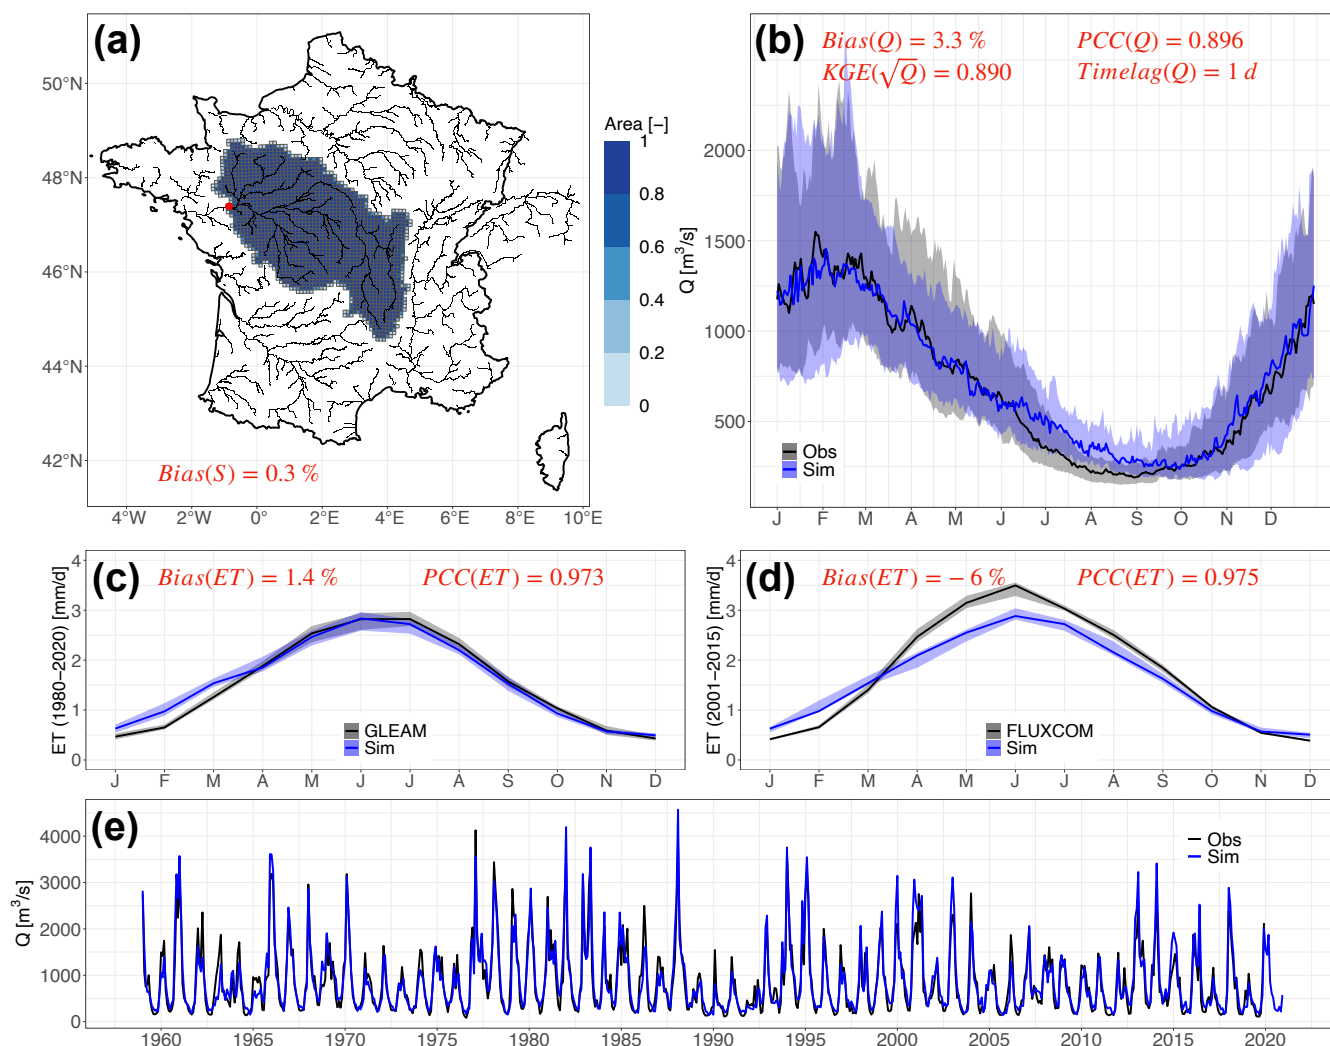 (a)
50°N
48°N
46°N
44°N
42°N
4°W 2°W 0° 2°E 4°E 6°E 8°E 10°E
Bias(S) = 0.3 %
Area [–]
1
0.8
0.6
0.4
0.2
0
(b)
Bias(Q) = 3.3 % PCC(Q) = 0.896
KGE(√Q) = 0.890 Timelag(Q) = 1 d
Q [m³/s]
2000
1500
1000
500
Obs
Sim
J F M A M J J A S O N D
(c)
Bias(ET) = 1.4 % PCC(ET) = 0.973
ET (1980–2020) [mm/d]
4
3
2
1
0
GLEAM
Sim
J F M A M J J A S O N D
(d)
Bias(ET) = – 6 % PCC(ET) = 0.975
ET (2001–2015) [mm/d]
4
3
2
1
0
FLUXCOM
Sim
J F M A M J J A S O N D
(e)
Q [m³/s]
4000
3000
2000
1000
0
Obs
Sim
1960 1965 1970 1975 1980 1985 1990 1995 2000 2005 2010 2015 2020